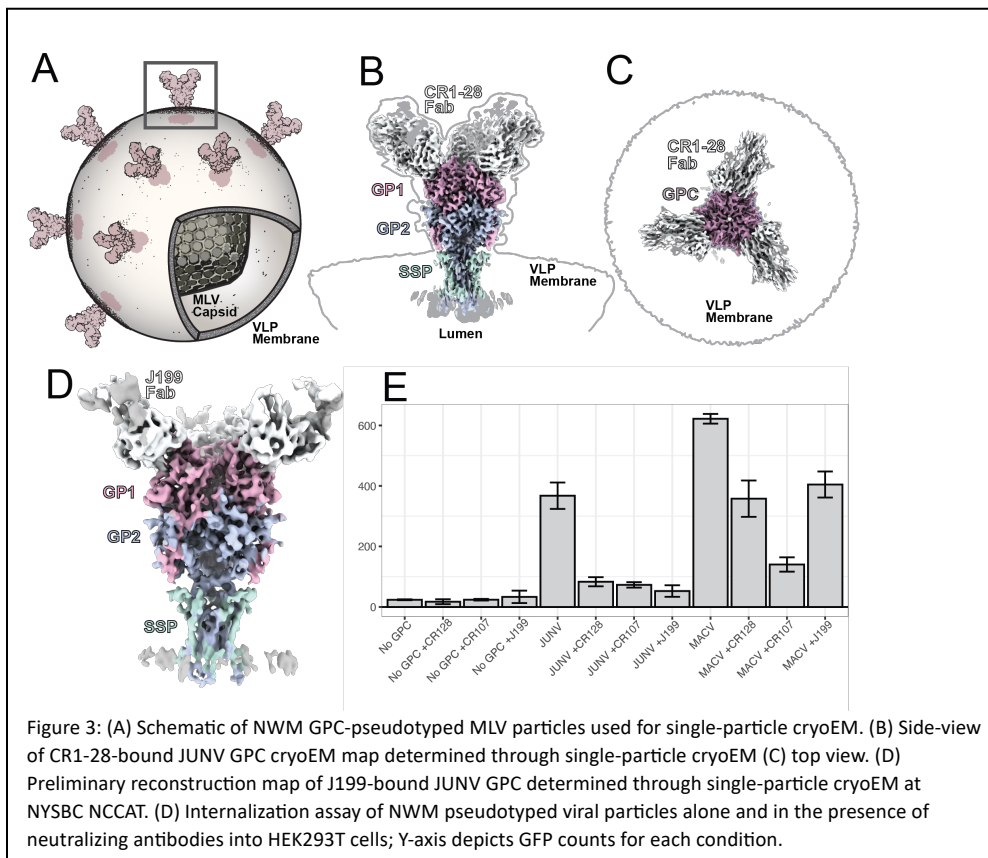 A
B
C
CR1-28
Fab
GP1
GP2
SSP
VLP
Membrane
Lumen
MLV
Capsid
VLP
Membrane
CR1-28
Fab
GPC
VLP
Membrane
D
J199
Fab
GP1
GP2
SSP
E
600
400
200
0
No GPC
No GPC +CR128
No GPC +CR107
No GPC +J199
JUNV
JUNV +CR128
JUNV +CR107
JUNV +J199
MACV
MACV +CR128
MACV +CR107
MACV +J199
Figure 3: (A) Schematic of NWM GPC-pseudotyped MLV particles used for single-particle cryoEM. (B) Side-view
of CR1-28-bound JUNV GPC cryoEM map determined through single-particle cryoEM (C) top view. (D)
Preliminary reconstruction map of J199-bound JUNV GPC determined through single-particle cryoEM at
NYSBC NCCAT. (D) Internalization assay of NWM pseudotyped viral particles alone and in the presence of
neutralizing antibodies into HEK293T cells; Y-axis depicts GFP counts for each condition.